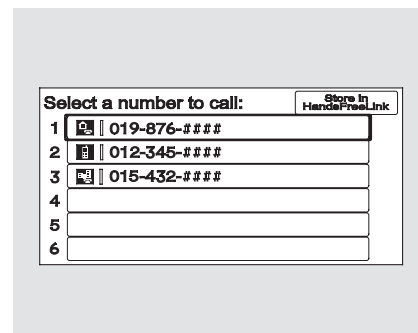 Select a number to call:
Store in
HandsFreeLink
1 019-876-####
2 012-345-####
3 015-432-####
4
5
6